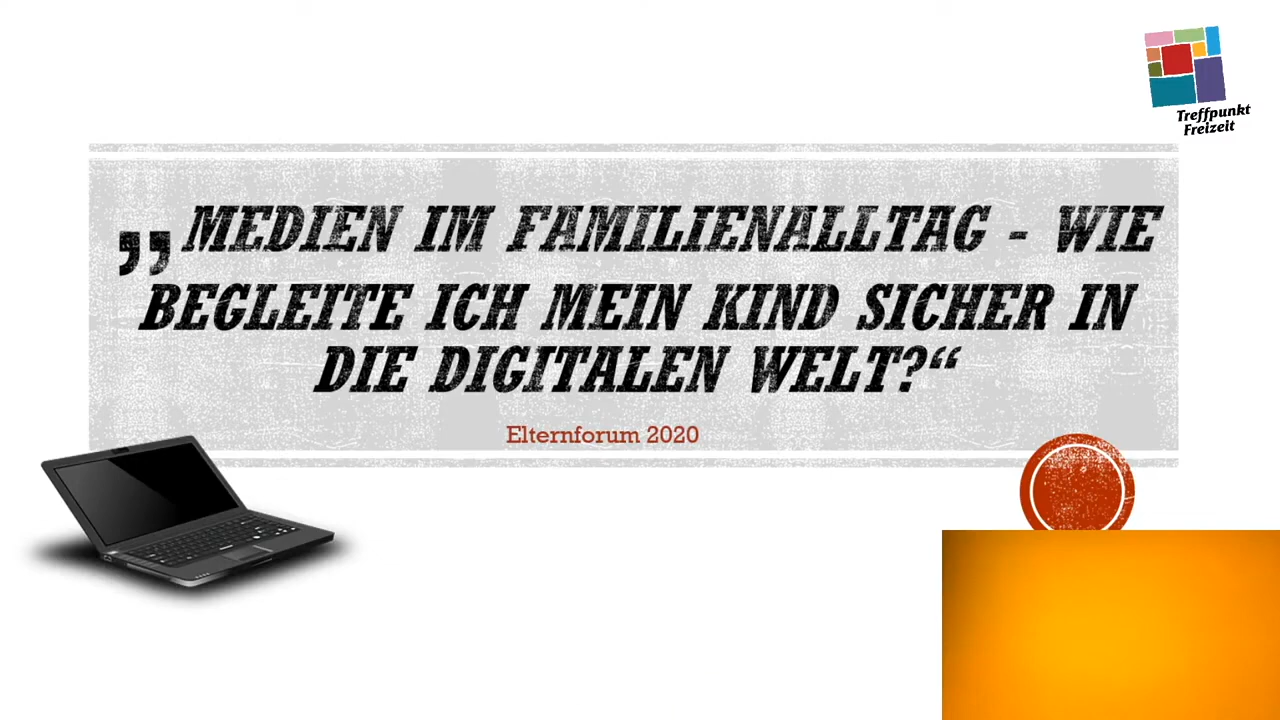 Treffpunkt
Freizeit
„MEDIEN IM FAMILIENALLTAG - WIE
BEGLEITE ICH MEIN KIND SICHER IN
DIE DIGITALEN WELT?“
Elternforum 2020